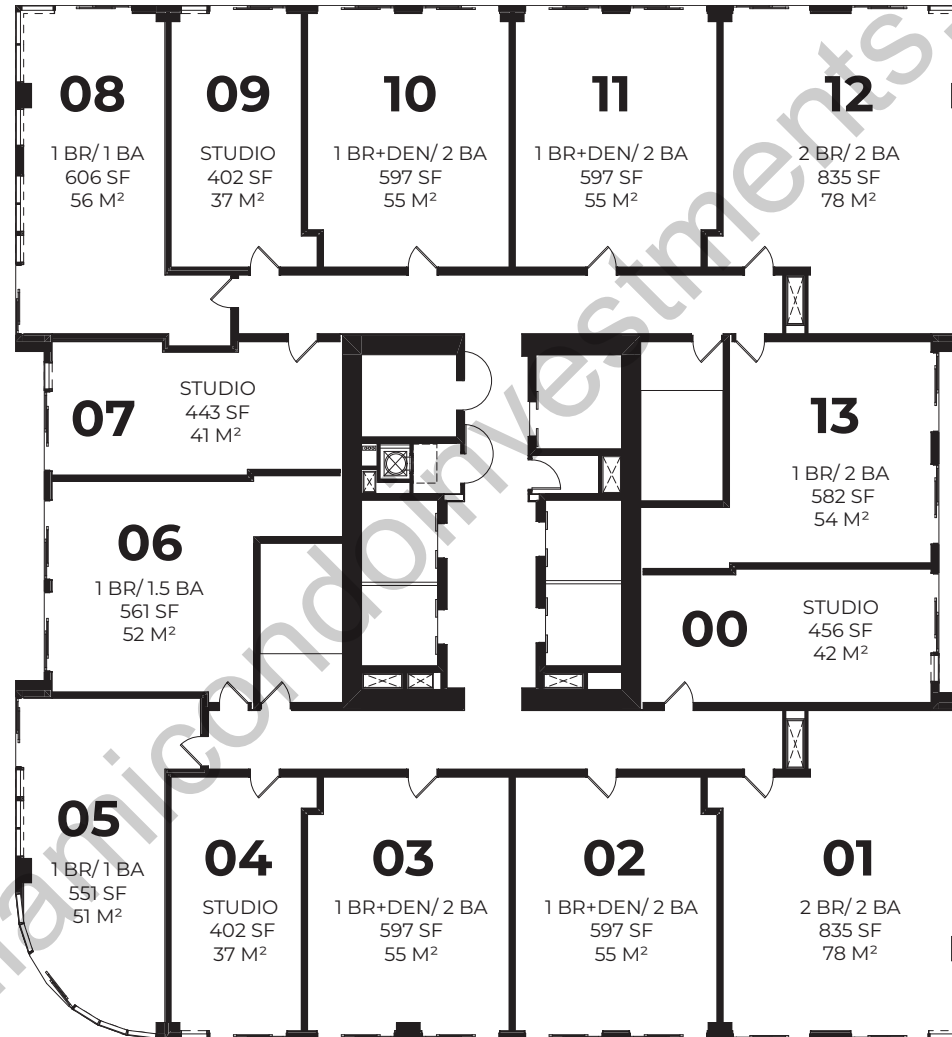 08
1 BR/ 1 BA
606 SF
56 M²
09
STUDIO
402 SF
37 M²
10
1 BR+DEN/ 2 BA
597 SF
55 M²
11
1 BR+DEN/ 2 BA
597 SF
55 M²
12
2 BR/ 2 BA
835 SF
78 M²
07
STUDIO
443 SF
41 M²
13
1 BR/ 2 BA
582 SF
54 M²
06
1 BR/ 1.5 BA
561 SF
52 M²
00
STUDIO
456 SF
42 M²
05
1 BR/ 1 BA
551 SF
51 M²
04
STUDIO
402 SF
37 M²
03
1 BR+DEN/ 2 BA
597 SF
55 M²
02
1 BR+DEN/ 2 BA
597 SF
55 M²
01
2 BR/ 2 BA
835 SF
78 M²
amicondoinvestments.